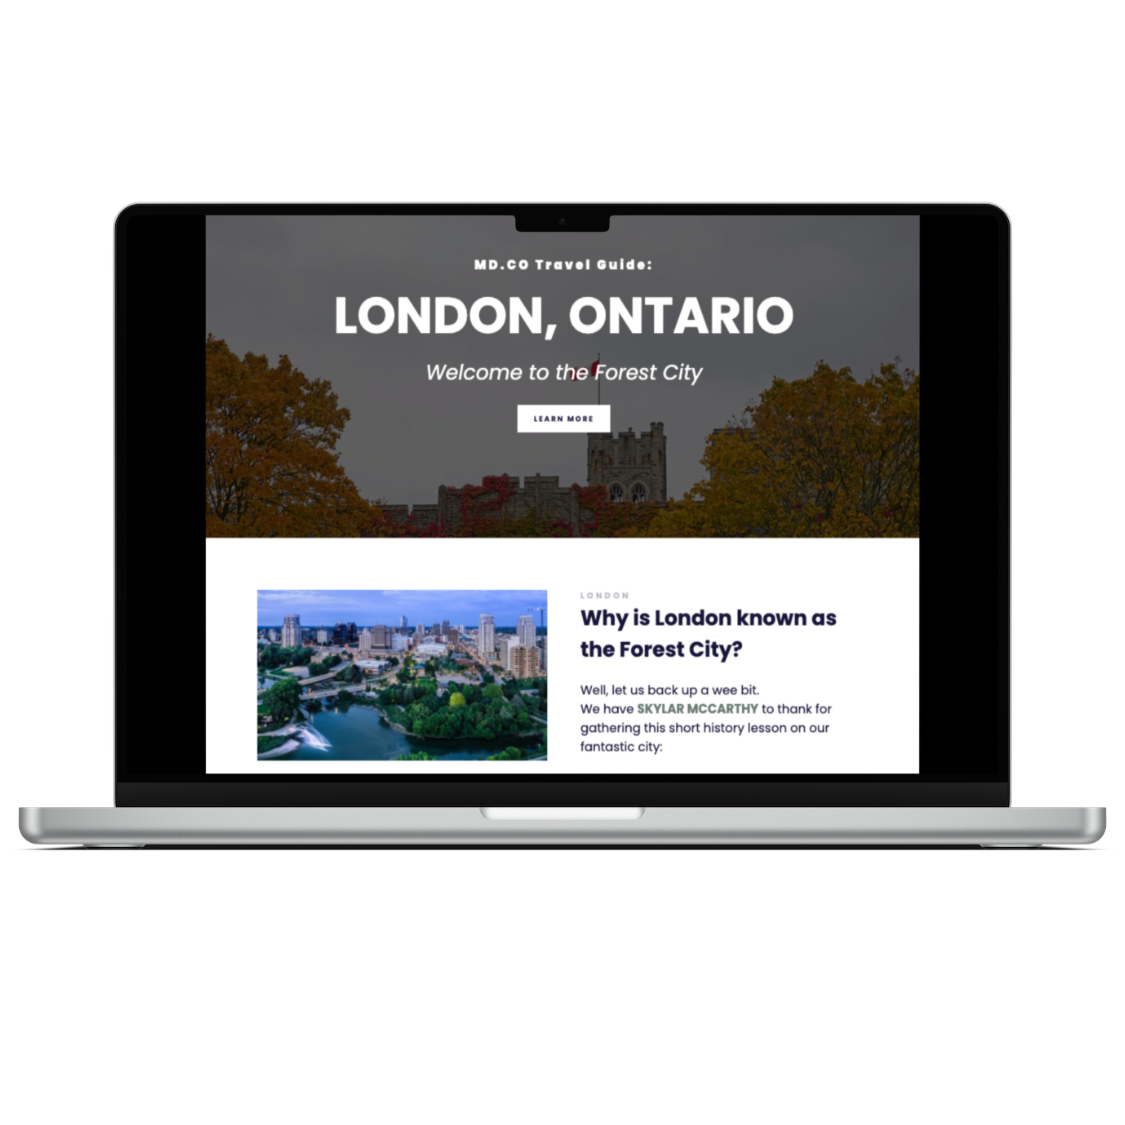 MD.CO Travel Guide:
LONDON, ONTARIO
Welcome to the Forest City
LEARN MORE
LONDON
Why is London known as
the Forest City?
Well, let us back up a wee bit.
We have SKYLAR MCCARTHY to thank for
gathering this short history lesson on our
fantastic city: